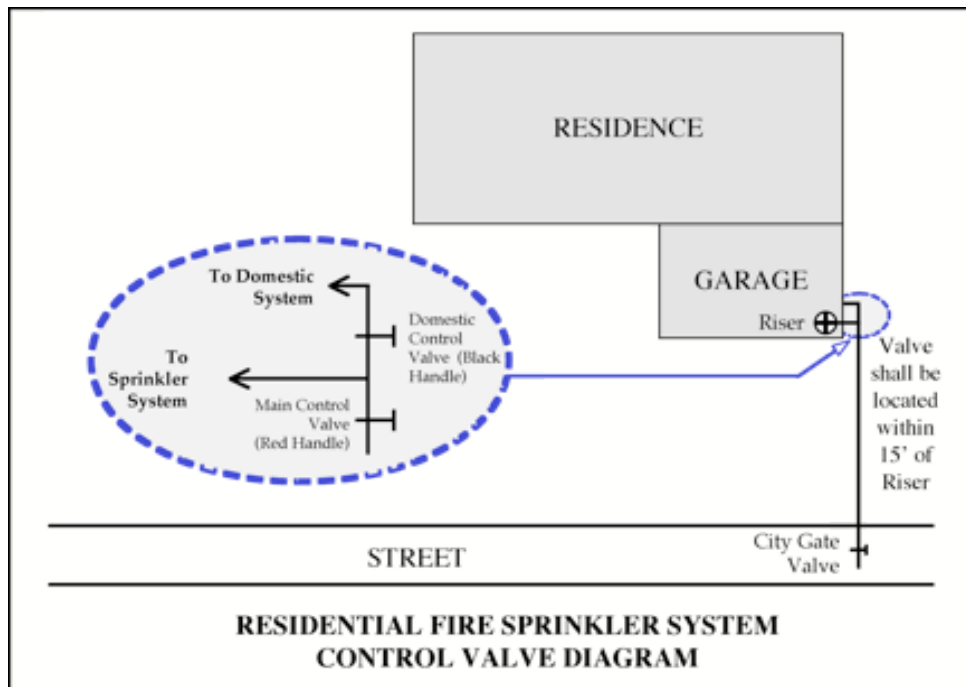 RESIDENCE
GARAGE
Riser
To Domestic
System
Domestic
Control
Valve (Black
Handle)
To
Sprinkler
System
Main Control
Valve
(Red Handle)
Valve
shall be
located
within
15' of
Riser
City Gate
Valve
STREET
RESIDENTIAL FIRE SPRINKLER SYSTEM
CONTROL VALVE DIAGRAM